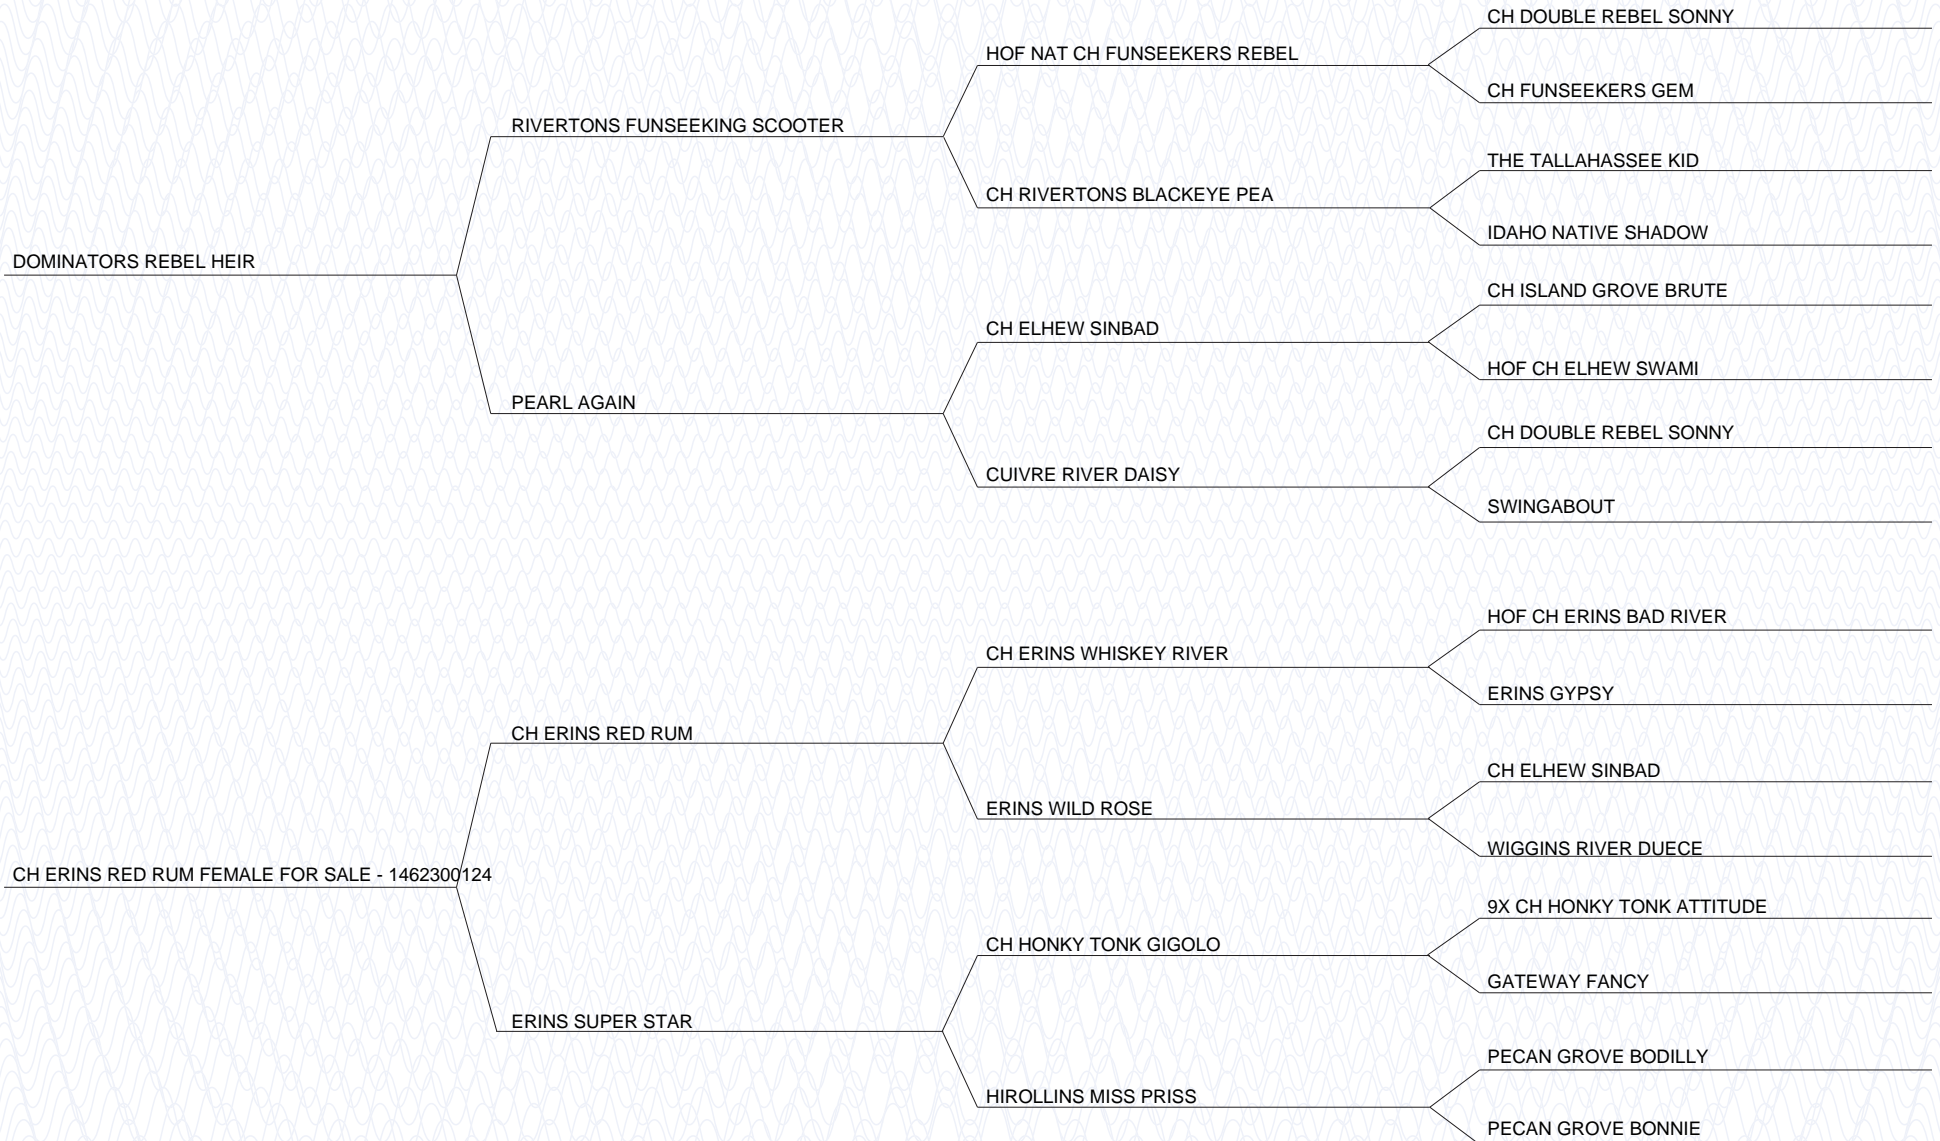 CH DOUBLE REBEL SONNY
HOF NAT CH FUNSEEKERS REBEL
CH FUNSEEKERS GEM
RIVERTONS FUNSEEKING SCOOTER
THE TALLAHASSEE KID
CH RIVERTONS BLACKEYE PEA
IDAHO NATIVE SHADOW
DOMINATORS REBEL HEIR
CH ISLAND GROVE BRUTE
CH ELHEW SINBAD
HOF CH ELHEW SWAMI
PEARL AGAIN
CH DOUBLE REBEL SONNY
CUIVRE RIVER DAISY
SWINGABOUT
HOF CH ERINS BAD RIVER
CH ERINS WHISKEY RIVER
ERINS GYPSY
CH ERINS RED RUM
CH ELHEW SINBAD
ERINS WILD ROSE
WIGGINS RIVER DUECE
CH ERINS RED RUM FEMALE FOR SALE - 1462300124
9X CH HONKY TONK ATTITUDE
CH HONKY TONK GIGOLO
GATEWAY FANCY
ERINS SUPER STAR
PECAN GROVE BODILLY
HIROLLINS MISS PRISS
PECAN GROVE BONNIE